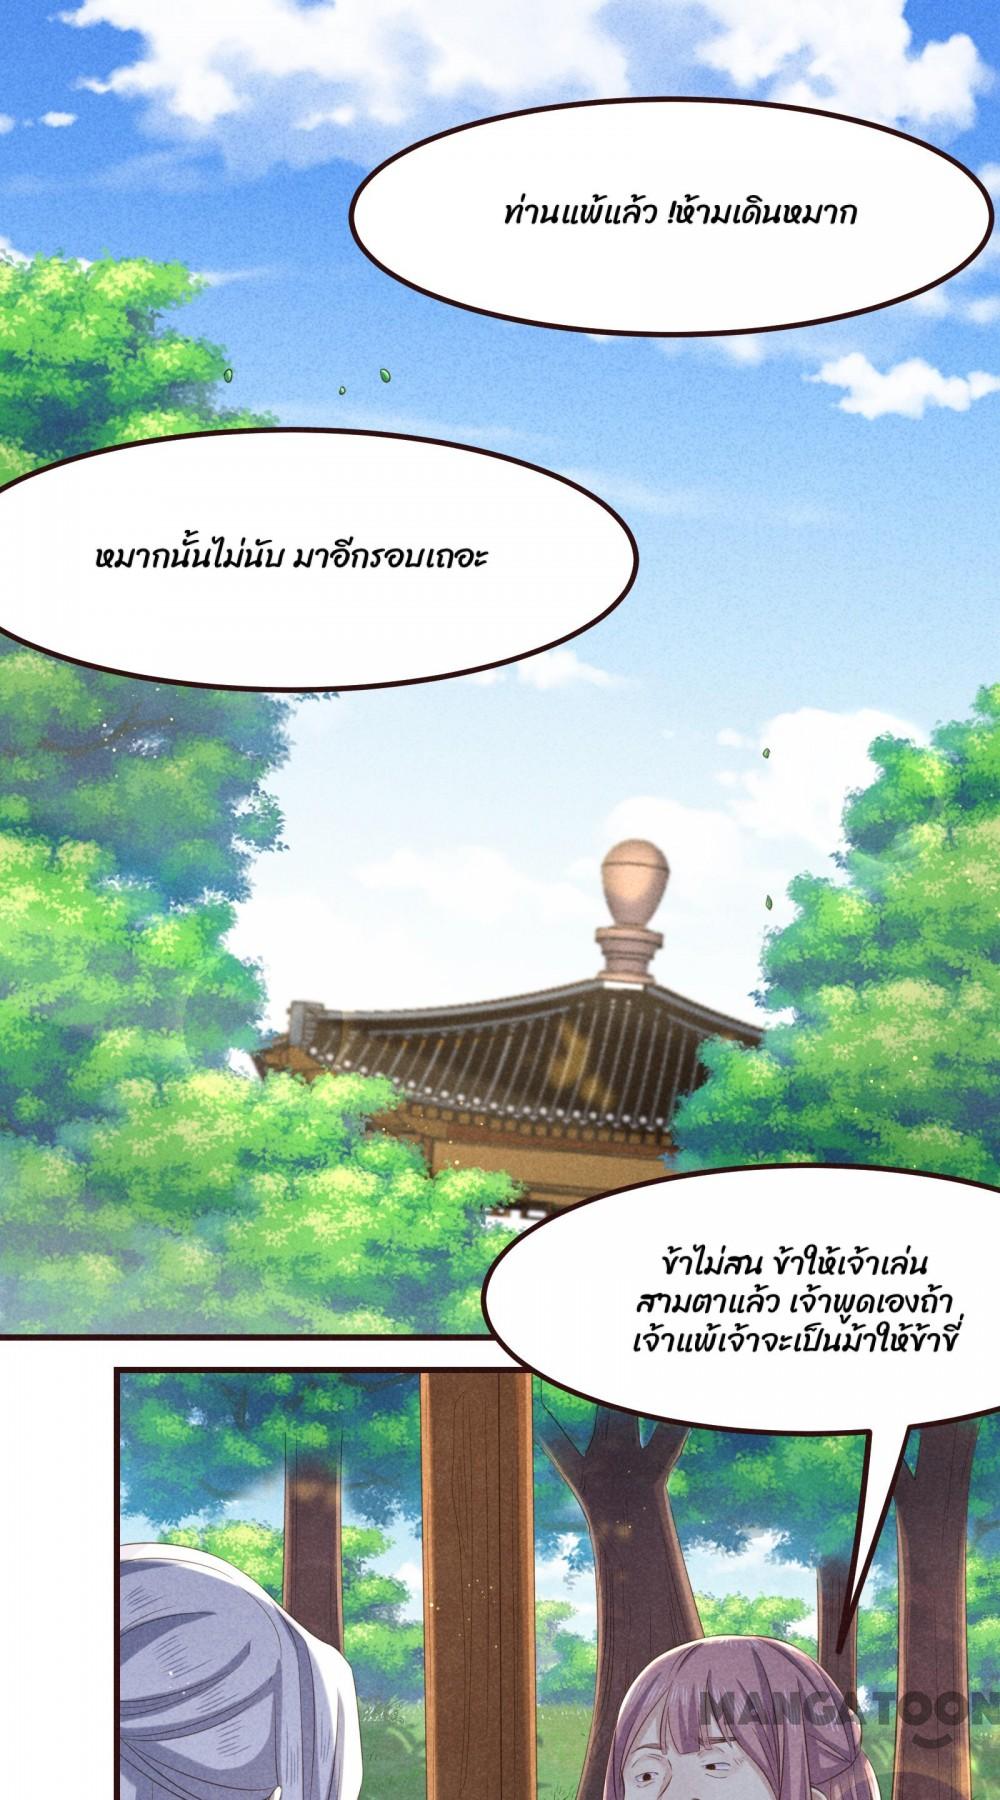 ท่านแพ้แล้ว !ห้ามเดินหมาก
หมากนั้นไม่นับ มาอีกรอบเถอะ
ข้าไม่สน ข้าให้เจ้าเล่น
สามตาแล้ว เจ้าพูดเองถ้า
เจ้าแพ้เจ้าจะเป็นม้าให้ข้าขี่
MANGATOON